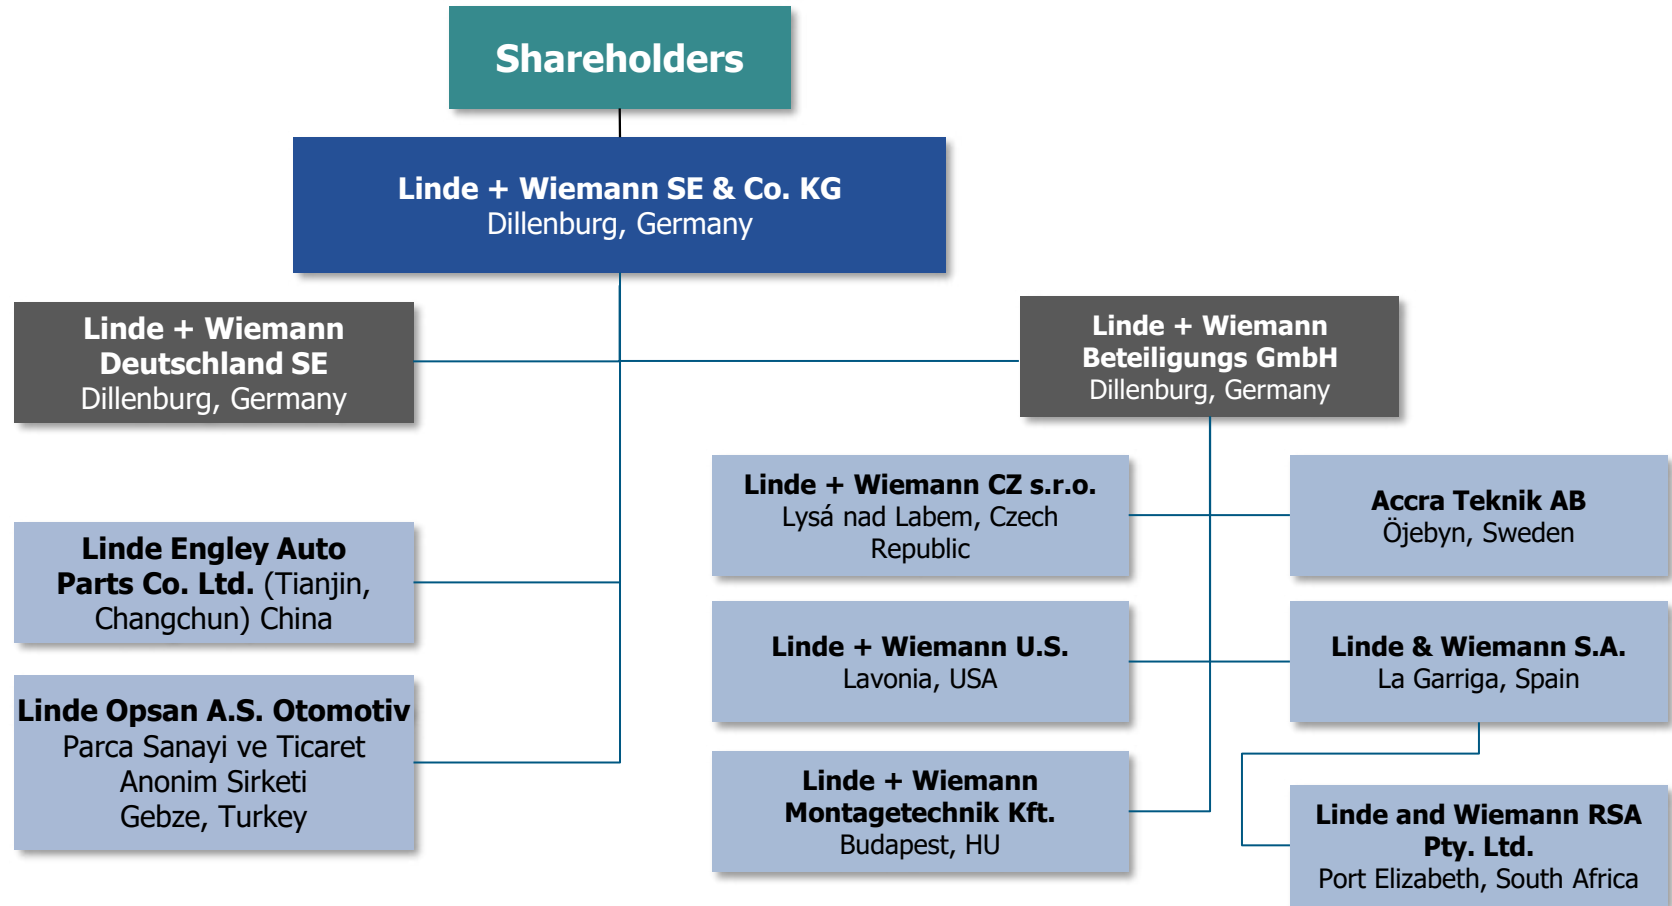 Shareholders
Linde + Wiemann SE & Co. KG
Dillenburg, Germany
Linde + Wiemann
Deutschland SE
Dillenburg, Germany
Linde + Wiemann
Beteiligungs GmbH
Dillenburg, Germany
Linde Engley Auto
Parts Co. Ltd. (Tianjin,
Changchun) China
Linde Opsan A.S. Otomotiv
Parca Sanayi ve Ticaret
Anonim Sirketi
Gebze, Turkey
Linde + Wiemann CZ s.r.o.
Lysá nad Labem, Czech
Republic
Accra Teknik AB
Öjebyn, Sweden
Linde + Wiemann U.S.
Lavonia, USA
Linde & Wiemann S.A.
La Garriga, Spain
Linde + Wiemann
Montagetechnik Kft.
Budapest, HU
Linde and Wiemann RSA
Pty. Ltd.
Port Elizabeth, South Africa